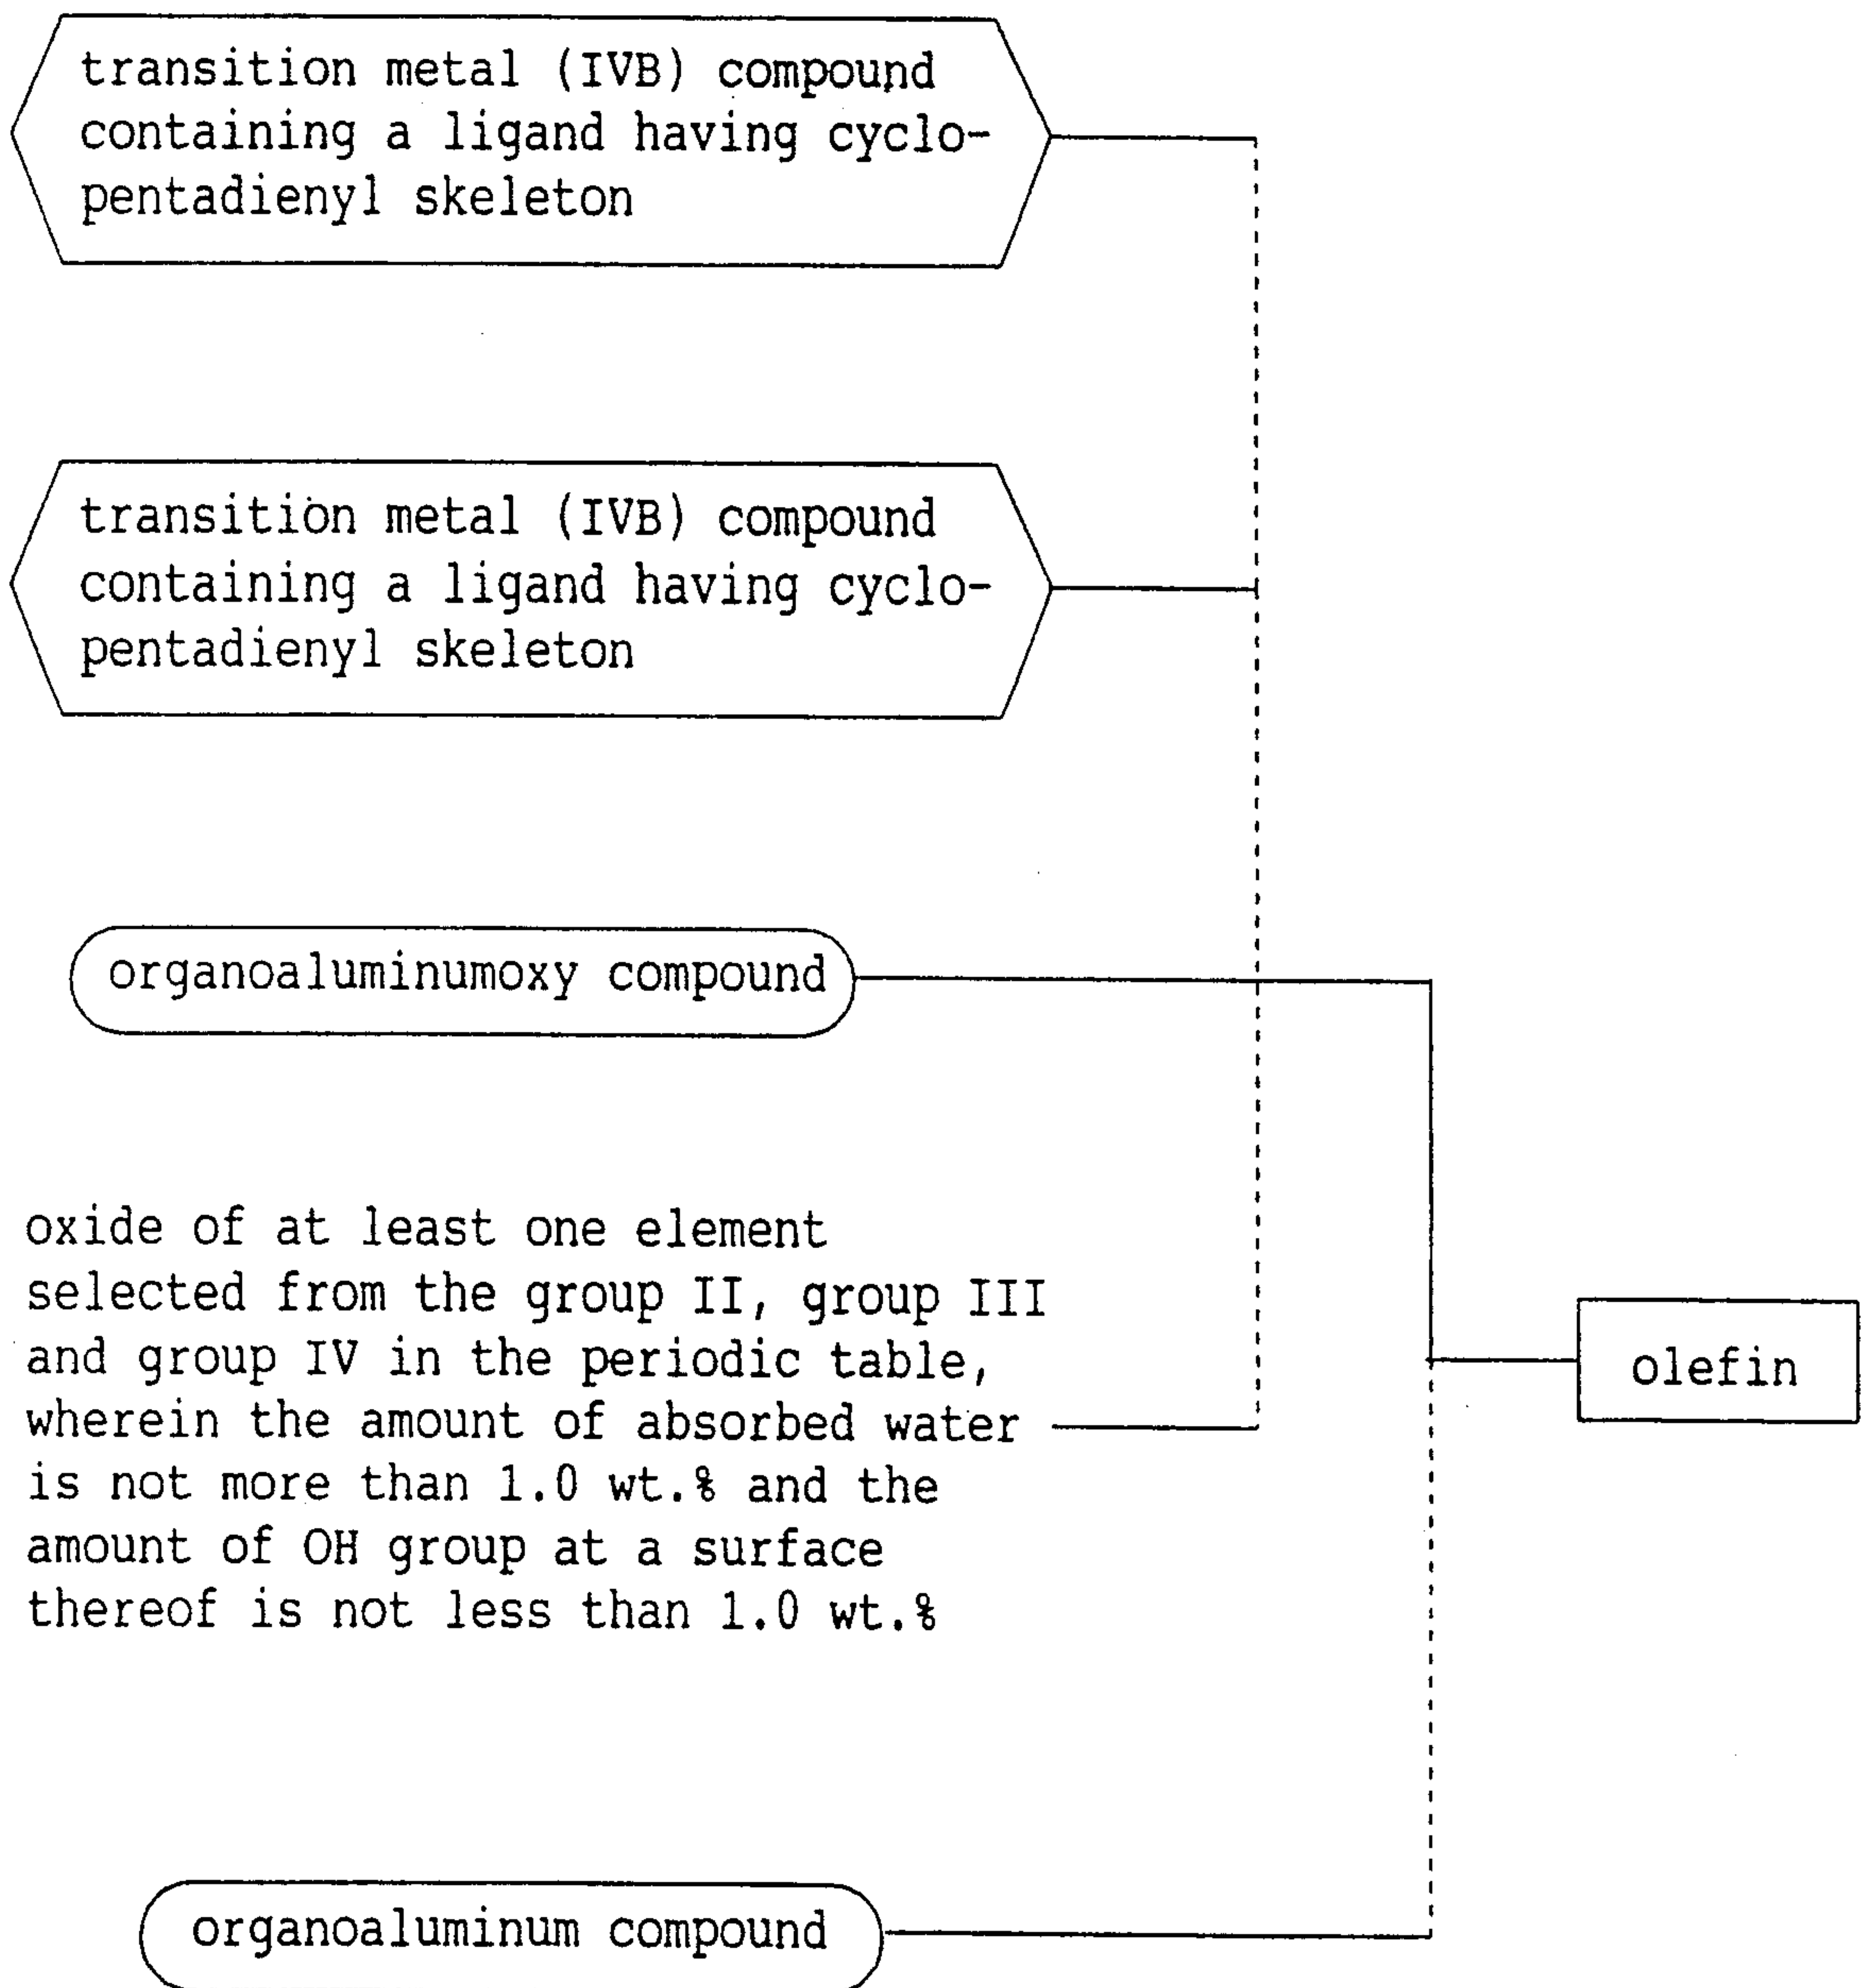 transition metal (IVB) compound
containing a ligand having cyclo-
pentadienyl skeleton
transition metal (IVB) compound
containing a ligand having cyclo-
pentadienyl skeleton
organoaluminumoxy compound
oxide of at least one element
selected from the group II, group III
and group IV in the periodic table,
wherein the amount of absorbed water
is not more than 1.0 wt.% and the
amount of OH group at a surface
thereof is not less than 1.0 wt.%
olefin
organoaluminum compound